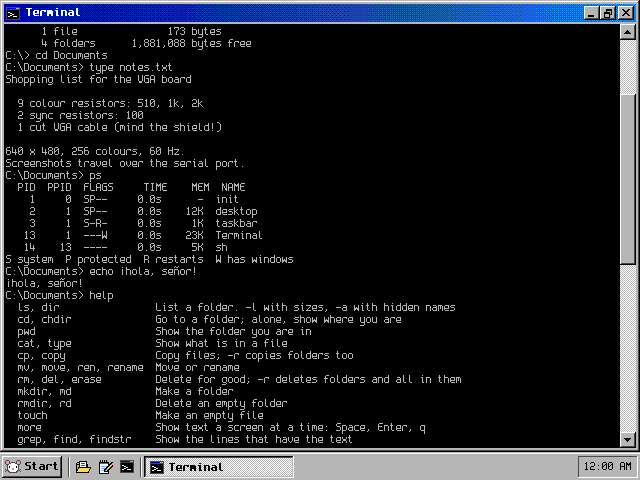 Terminal
1 file 173 bytes
4 folders 1,881,088 bytes free
C:\> cd Documents
C:\Documents> type notes.txt
Shopping list for the VGA board
9 colour resistors: 510, 1k, 2k
2 sync resistors: 100
1 cut VGA cable (mind the shield!)
640 x 480, 256 colours, 60 Hz.
Screenshots travel over the serial port.
C:\Documents> ps
PID PPID FLAGS TIME MEM NAME
1 0 SP-- 0.0s - init
2 1 SP-- 0.0s 12K desktop
3 1 S-R- 0.0s 1K taskbar
13 1 ---W 0.0s 23K Terminal
14 13 ---- 0.0s 5K sh
S system P protected R restarts W has windows
C:\Documents> echo ¡hola, señor!
¡hola, señor!
C:\Documents> help
ls, dir List a folder. -l with sizes, -a with hidden names
cd, chdir Go to a folder; alone, show where you are
pwd Show the folder you are in
cat, type Show what is in a file
cp, copy Copy files; -r copies folders too
mv, move, ren, rename Move or rename
rm, del, erase Delete for good; -r deletes folders and all in them
mkdir, md Make a folder
rmdir, rd Delete an empty folder
touch Make an empty file
more Show text a screen at a time: Space, Enter, q
grep, find, findstr Show the lines that have the text
Start Terminal 12:00 AM